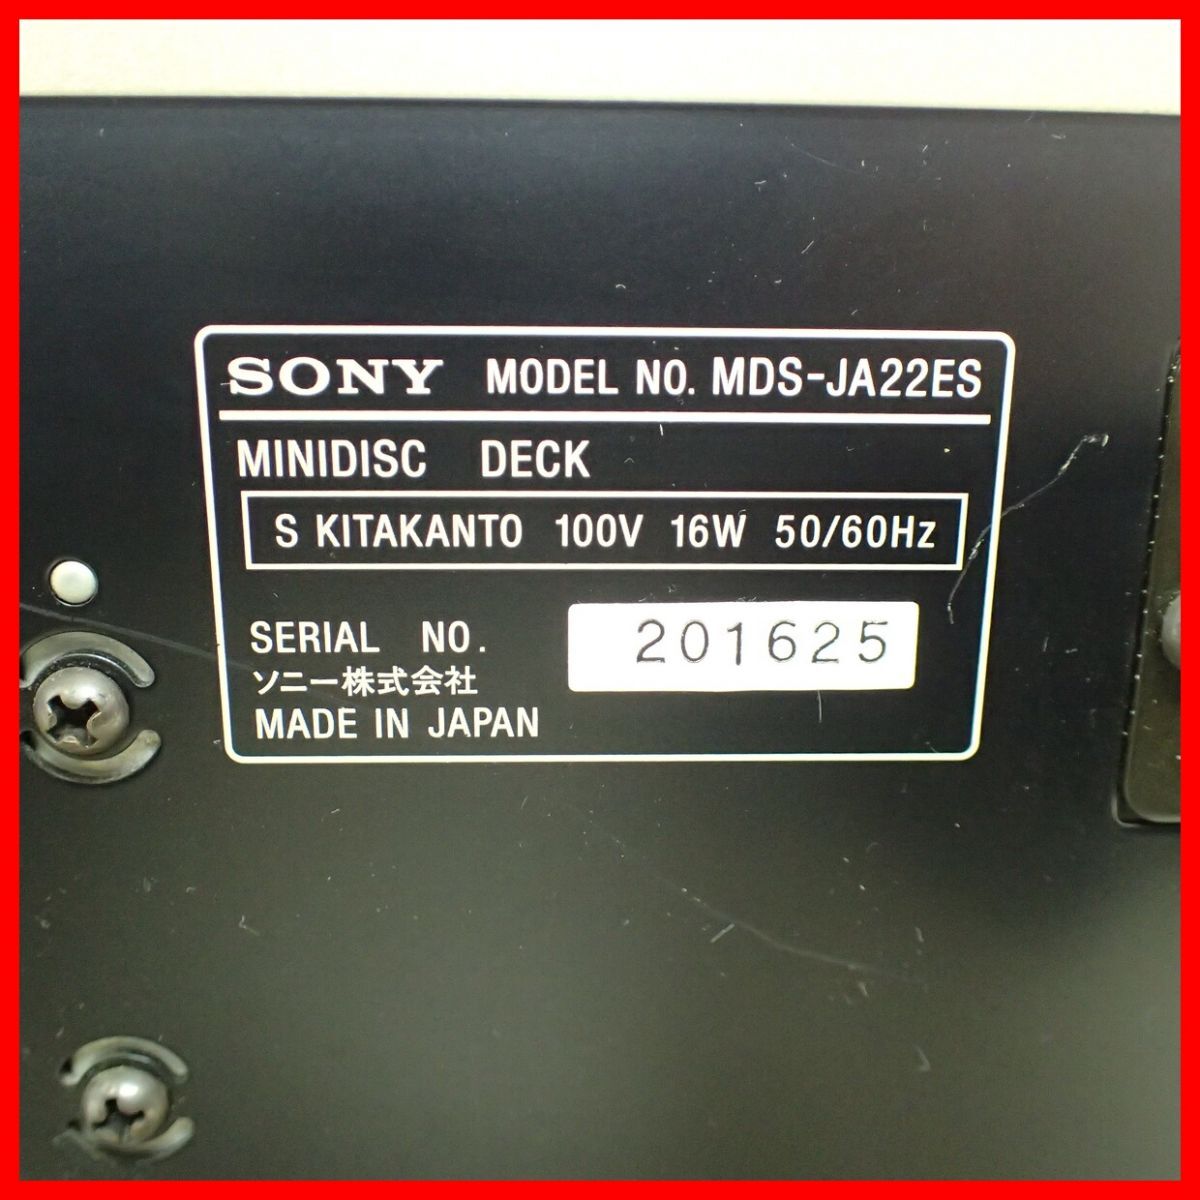 SONY MODEL NO. MDS-JA22ES
MINIDISC DECK
S KITAKANTO 100V 16W 50/60Hz
SERIAL NO. 201625
ソニー株式会社
MADE IN JAPAN